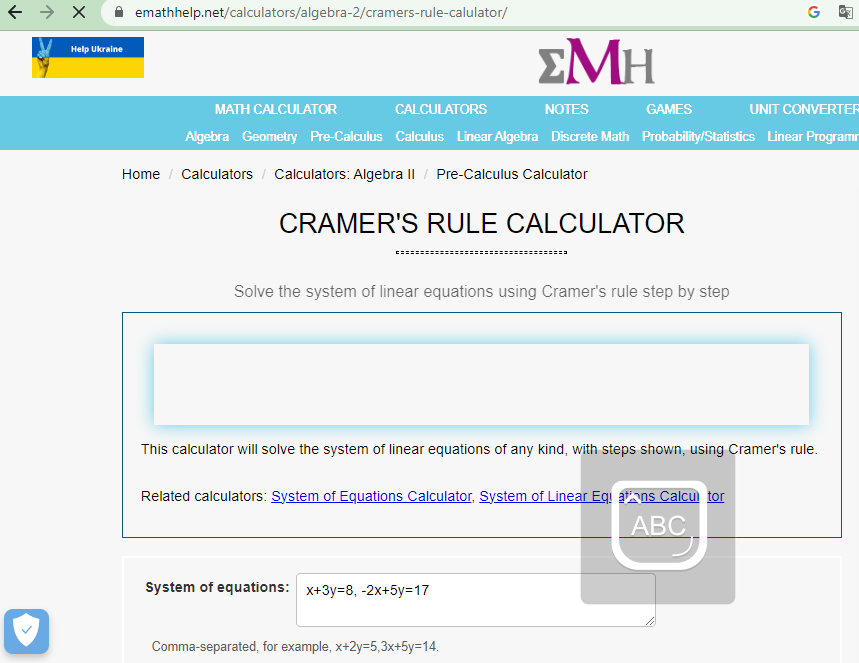 emathhelp.net/calculators/algebra-2/cramers-rule-calulator/
Help Ukraine
ΣMH
MATH CALCULATOR CALCULATORS NOTES GAMES UNIT CONVERTER
Algebra Geometry Pre-Calculus Calculus Linear Algebra Discrete Math Probability/Statistics Linear Programm
Home / Calculators / Calculators: Algebra II / Pre-Calculus Calculator
CRAMER'S RULE CALCULATOR
Solve the system of linear equations using Cramer's rule step by step
This calculator will solve the system of linear equations of any kind, with steps shown, using Cramer's rule.
Related calculators: System of Equations Calculator, System of Linear Equations Calculator
ABC
System of equations: x+3y=8, -2x+5y=17
Comma-separated, for example, x+2y=5,3x+5y=14.